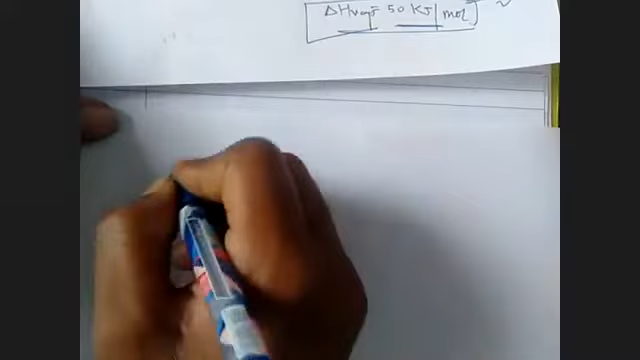 ΔHvap = 50 KJ/mol